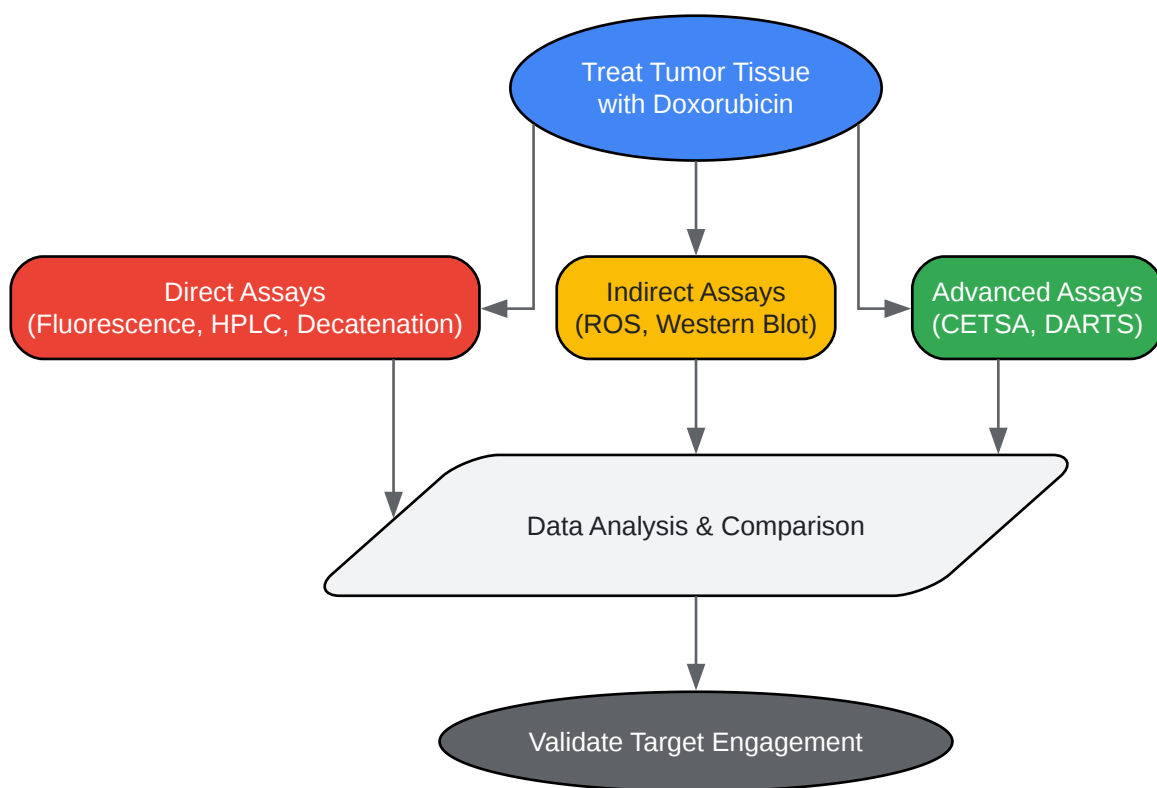 Treat Tumor Tissue
with Doxorubicin
Direct Assays
(Fluorescence, HPLC, Decatenation)
Indirect Assays
(ROS, Western Blot)
Advanced Assays
(CETSA, DARTS)
Data Analysis & Comparison
Validate Target Engagement